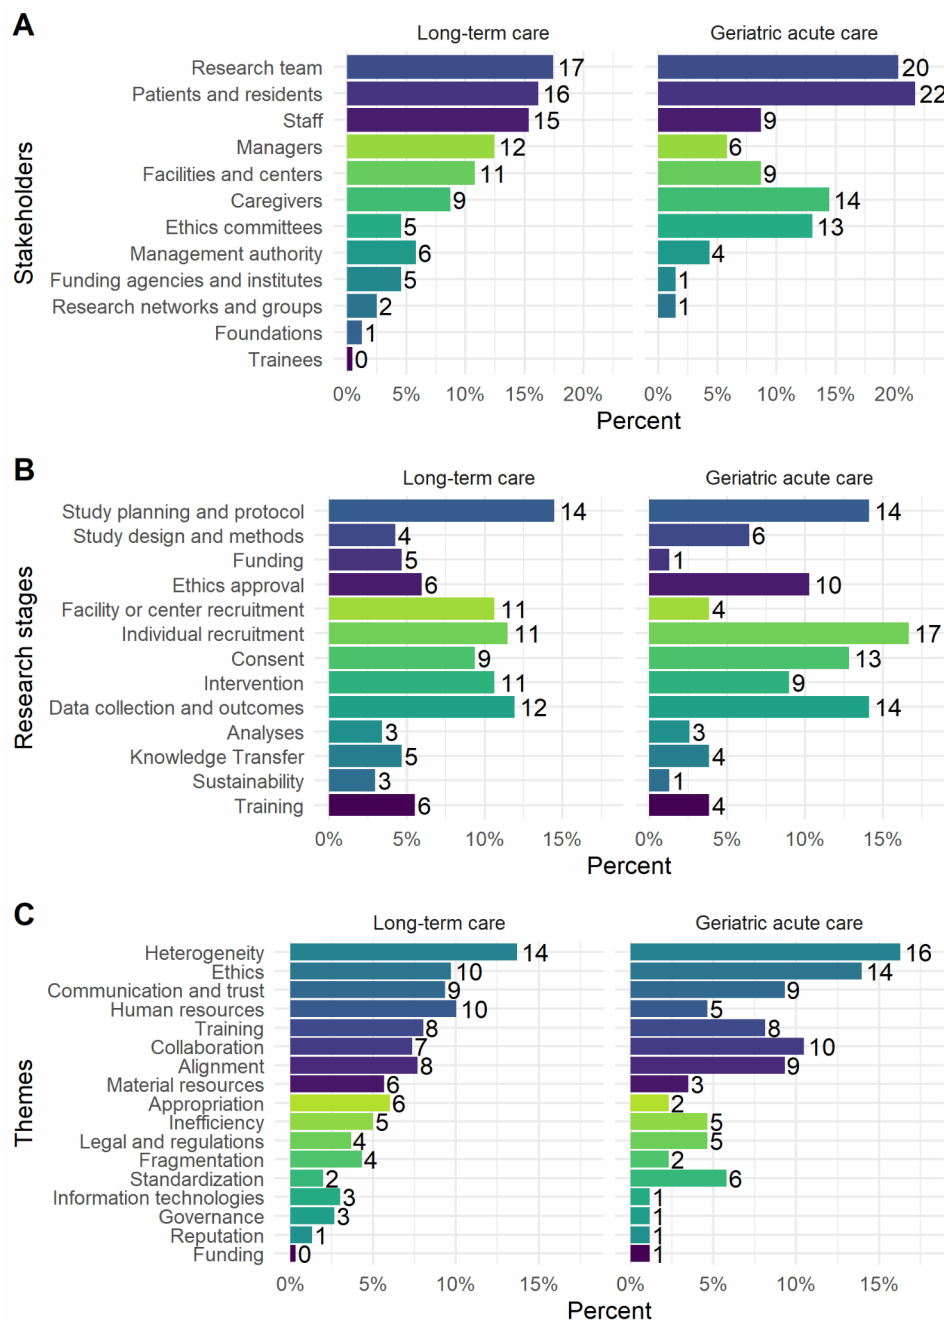 A
Long-term care Geriatric acute care
Stakeholders
Research team 17 20
Patients and residents 16 22
Staff 15 9
Managers 12 6
Facilities and centers 11 9
Caregivers 9 14
Ethics committees 5 13
Management authority 6 4
Funding agencies and institutes 5 1
Research networks and groups 2 1
Foundations 1
Trainees 0
0% 5% 10% 15% 20% 0% 5% 10% 15% 20%
Percent
B
Long-term care Geriatric acute care
Research stages
Study planning and protocol 14 14
Study design and methods 4 6
Funding 5 1
Ethics approval 6 10
Facility or center recruitment 11 4
Individual recruitment 11 17
Consent 9 13
Intervention 11 9
Data collection and outcomes 12 14
Analyses 3 3
Knowledge Transfer 5 4
Sustainability 3 1
Training 6 4
0% 5% 10% 15% 0% 5% 10% 15%
Percent
C
Long-term care Geriatric acute care
Themes
Heterogeneity 14 16
Ethics 10 14
Communication and trust 9 9
Human resources 10 5
Training 8 8
Collaboration 7 10
Alignment 8 9
Material resources 6 3
Appropriation 6 2
Inefficiency 5 5
Legal and regulations 4 5
Fragmentation 4 2
Standardization 2 6
Information technologies 3 1
Governance 3 1
Reputation 1 1
Funding 0 1
0% 5% 10% 15% 0% 5% 10% 15%
Percent